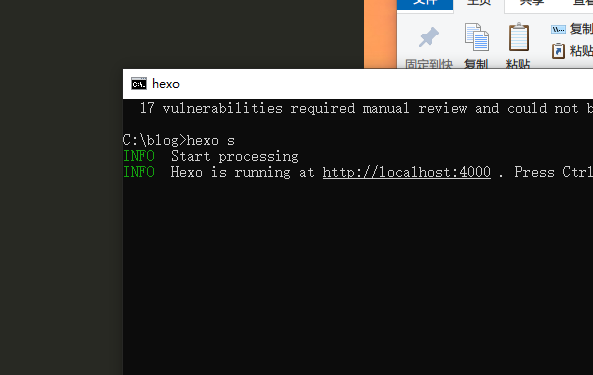 文件
主页
共享
查看
复制
粘贴
固定到快
复制
粘贴
hexo
17 vulnerabilities required manual review and could not b
C:\blog>hexo s
INFO Start processing
INFO Hexo is running at http://localhost:4000 . Press Ctrl